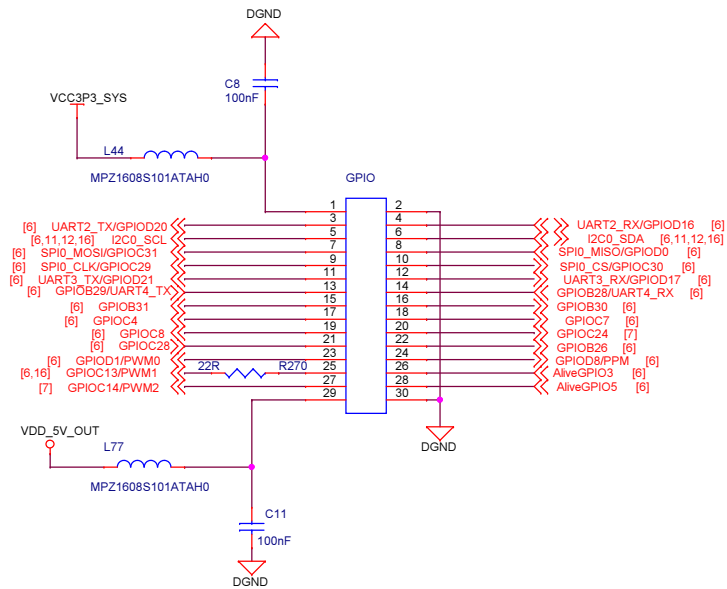 DGND
C8
100nF
VCC3P3_SYS
L44
MPZ1608S101ATAH0
GPIO
1 2
[6] UART2_TX/GPIOD20 3 4 UART2_RX/GPIOD16 [6]
[6,11,12,16] I2C0_SCL 5 6 I2C0_SDA [6,11,12,16]
[6] SPI0_MOSI/GPIOC31 7 8 SPI0_MISO/GPIOD0 [6]
[6] SPI0_CLK/GPIOC29 9 10 SPI0_CS/GPIOC30 [6]
[6] UART3_TX/GPIOD21 11 12 UART3_RX/GPIOD17 [6]
[6] GPIOB29/UART4_TX 13 14 GPIOB28/UART4_RX [6]
[6] GPIOB31 15 16 GPIOB30 [6]
[6] GPIOC4 17 18 GPIOC7 [6]
[6] GPIOC8 19 20 GPIOC24 [7]
[6] GPIOC28 21 22 GPIOB26 [6]
[6] GPIOD1/PWM0 23 24 GPIOD8/PPM [6]
[6,16] GPIOC13/PWM1 22R R270 25 26 AliveGPIO3 [6]
[7] GPIOC14/PWM2 27 28 AliveGPIO5 [6]
29 30
VDD_5V_OUT
DGND
L77
MPZ1608S101ATAH0
C11
100nF
DGND